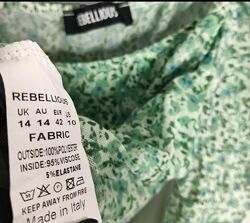 REBELLIOUS
REBELLIOUS
UK AU EUR US
14 14 42 10
FABRIC
OUTSIDE:100%POLYESTER
INSIDE:95%VISCOSE
5%ELASTANE
KEEP AWAY FROM FIRE
Made in Italy